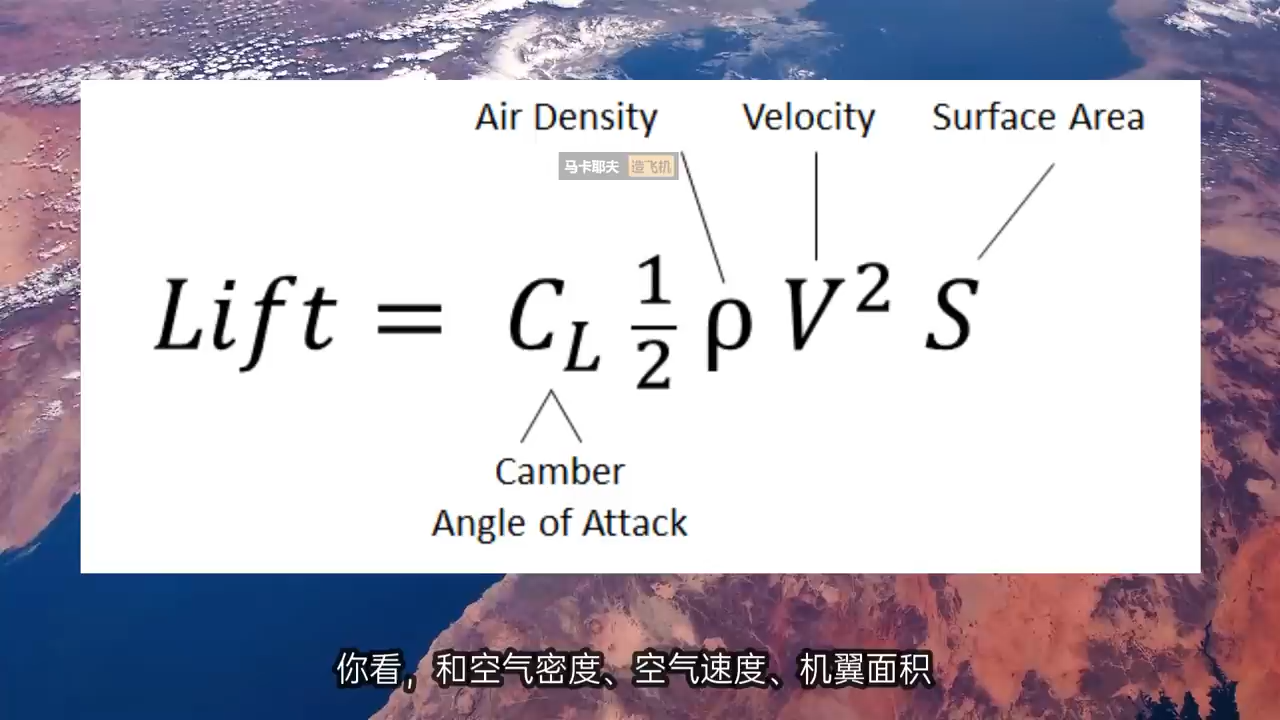 Air Density Velocity Surface Area
马卡耶夫 造飞机
Lift = C_L 1/2 ρ V² S
Camber
Angle of Attack
你看，和空气密度、空气速度、机翼面积